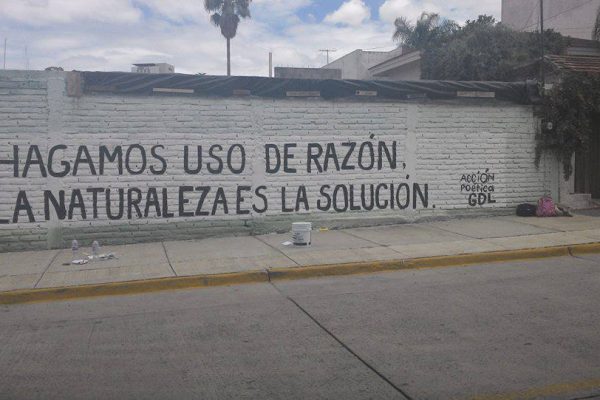 HAGAMOS USO DE RAZÓN,
LA NATURALEZA ES LA SOLUCIÓN.
ACCIÓN
POÉTICA
GDL